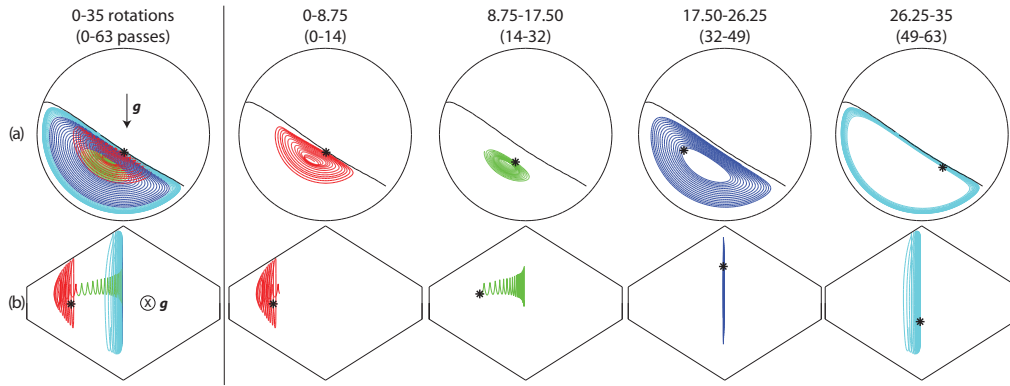 0-35 rotations
(0-63 passes)
0-8.75
(0-14)
8.75-17.50
(14-32)
17.50-26.25
(32-49)
26.25-35
(49-63)
(a)
g
(b)
g